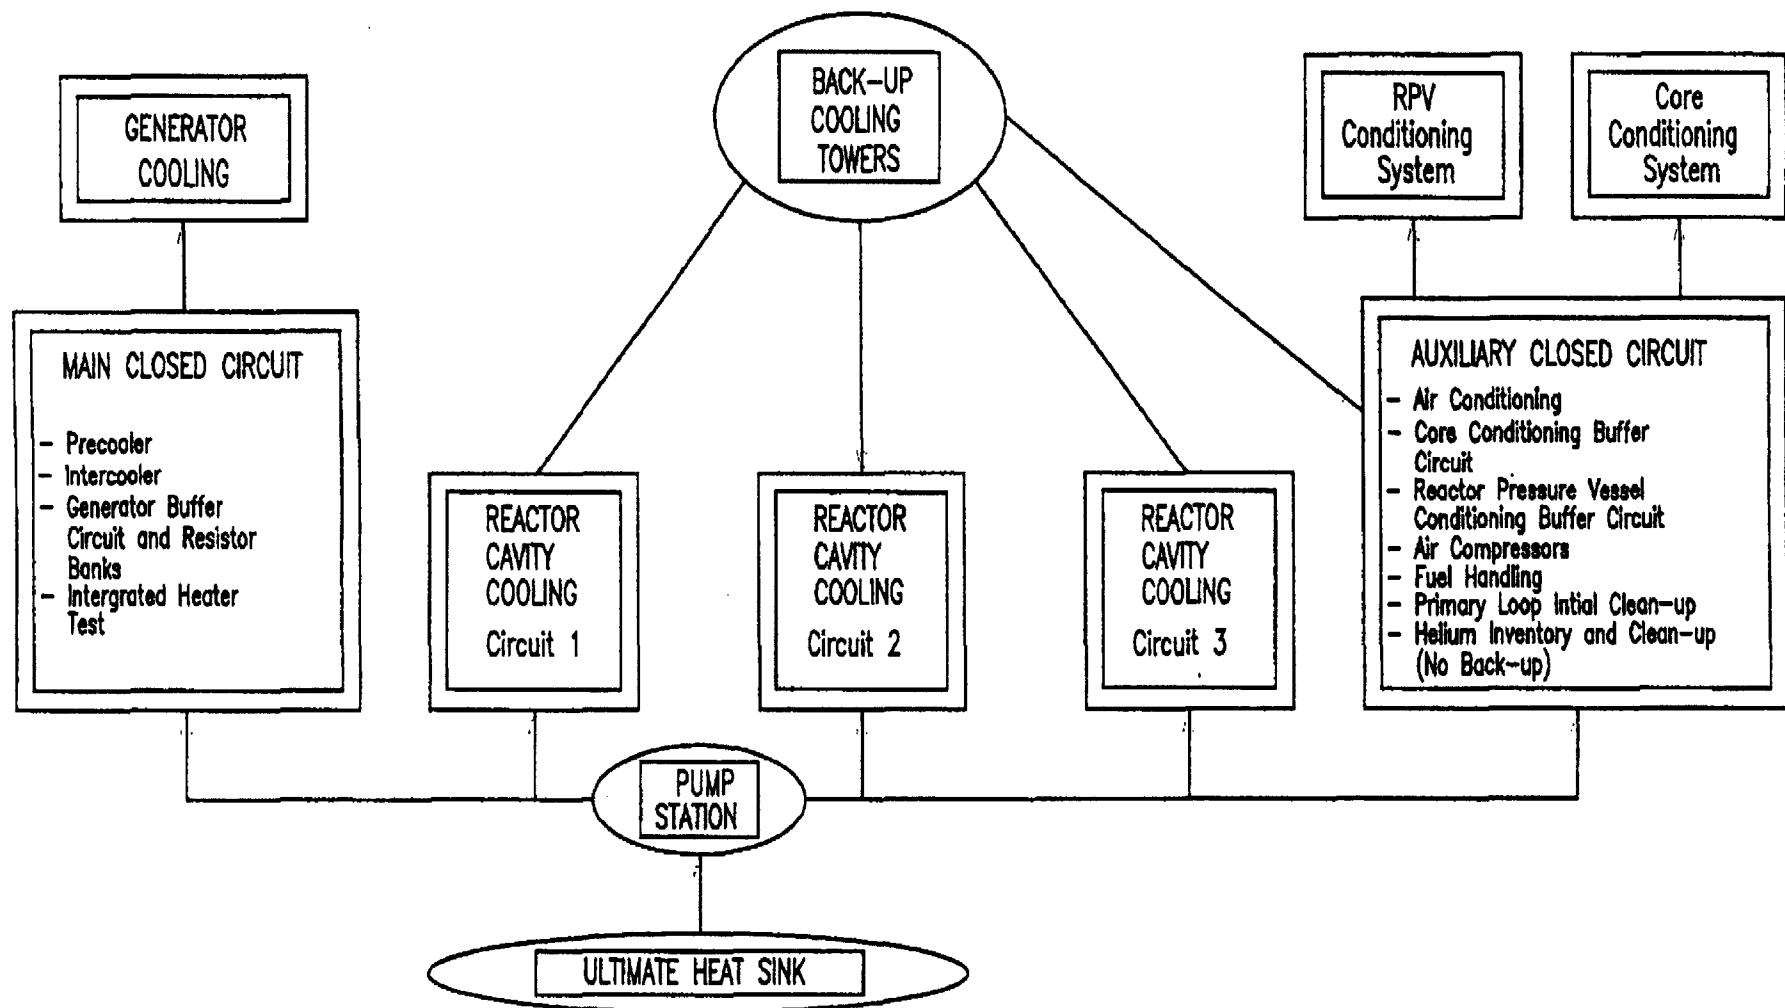 GENERATOR
COOLING
BACK-UP
COOLING
TOWERS
RPV
Conditioning
System
Core
Conditioning
System
MAIN CLOSED CIRCUIT
- Precooler
- Intercooler
- Generator Buffer
Circuit and Resistor
Banks
- Intergrated Heater
Test
REACTOR
CAVITY
COOLING
Circuit 1
REACTOR
CAVITY
COOLING
Circuit 2
REACTOR
CAVITY
COOLING
Circuit 3
AUXILIARY CLOSED CIRCUIT
- Air Conditioning
- Core Conditioning Buffer
Circuit
- Reactor Pressure Vessel
Conditioning Buffer Circuit
- Air Compressors
- Fuel Handling
- Primary Loop Intial Clean-up
- Helium Inventory and Clean-up
(No Back-up)
PUMP
STATION
ULTIMATE HEAT SINK